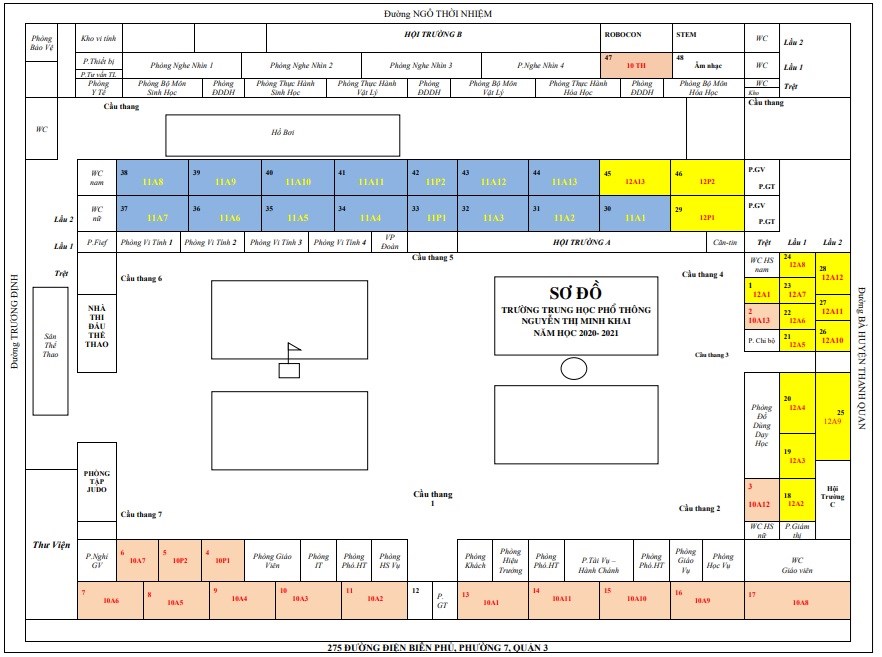 Đường NGÔ THỜI NHIỆM
Phòng Bảo Vệ
Kho vi tính
HỘI TRƯỜNG B
ROBOCON
STEM
WC
Lầu 2
P.Thiết bị
Phòng Nghe Nhìn 1
Phòng Nghe Nhìn 2
Phòng Nghe Nhìn 3
P.Nghe Nhìn 4
47
10 TH
48
Âm nhạc
WC
Lầu 1
P.Tư vấn TL
Phòng Y Tế
Phòng Bộ Môn Sinh Học
Phòng ĐDDH
Phòng Thực Hành Sinh Học
Phòng Thực Hành Vật Lý
Phòng ĐDDH
Phòng Bộ Môn Vật Lý
Phòng Thực Hành Hóa Học
Phòng ĐDDH
Phòng Bộ Môn Hóa Học
WC
Kho
Trệt
Cầu thang
Cầu thang
WC
Hồ Bơi
WC nam
38 11A8
39 11A9
40 11A10
41 11A11
42 11P2
43 11A12
44 11A13
45 12A13
46 12P2
P.GV
P.GT
WC nữ
37 11A7
36 11A6
35 11A5
34 11A4
33 11P1
32 11A3
31 11A2
30 11A1
29 12P1
P.GV
P.GT
Lầu 2
Lầu 1
Trệt
P.Fief
Phòng Vi Tính 1
Phòng Vi Tính 2
Phòng Vi Tính 3
Phòng Vi Tính 4
VP Đoàn
HỘI TRƯỜNG A
Căn-tin
Trệt
Lầu 1
Lầu 2
Cầu thang 6
Cầu thang 5
Cầu thang 4
Cầu thang 3
Đường TRƯƠNG ĐỊNH
Sân Thể Thao
NHÀ THI ĐẤU THỂ THAO
SƠ ĐỒ
TRƯỜNG TRUNG HỌC PHỔ THÔNG
NGUYỄN THỊ MINH KHAI
NĂM HỌC 2020- 2021
WC HS nam
24 12A8
28 12A12
1 12A1
23 12A7
27 12A11
2 10A13
22 12A6
26 12A10
P. Chi bộ
21 12A5
Đường BÀ HUYỆN THANH QUAN
Phòng Đồ Dùng Dạy Học
20 12A4
25 12A9
19 12A3
3 10A12
18 12A2
Hội Trường C
WC HS nữ
P.Giám thị
PHÒNG TẬP JUDO
Cầu thang 1
Cầu thang 2
Cầu thang 7
Thư Viện
P.Nghỉ GV
6 10A7
5 10P2
4 10P1
Phòng Giáo Viên
Phòng IT
Phòng Phó.HT
Phòng HS Vụ
Phòng Khách
Phòng Hiệu Trưởng
Phòng Phó.HT
P.Tài Vụ – Hành Chánh
Phòng Phó.HT
Phòng Giáo Vụ
Phòng Học Vụ
WC Giáo viên
7 10A6
8 10A5
9 10A4
10 10A3
11 10A2
12
P. GT
13 10A1
14 10A11
15 10A10
16 10A9
17 10A8
275 ĐƯỜNG ĐIỆN BIÊN PHỦ, PHƯỜNG 7, QUẬN 3